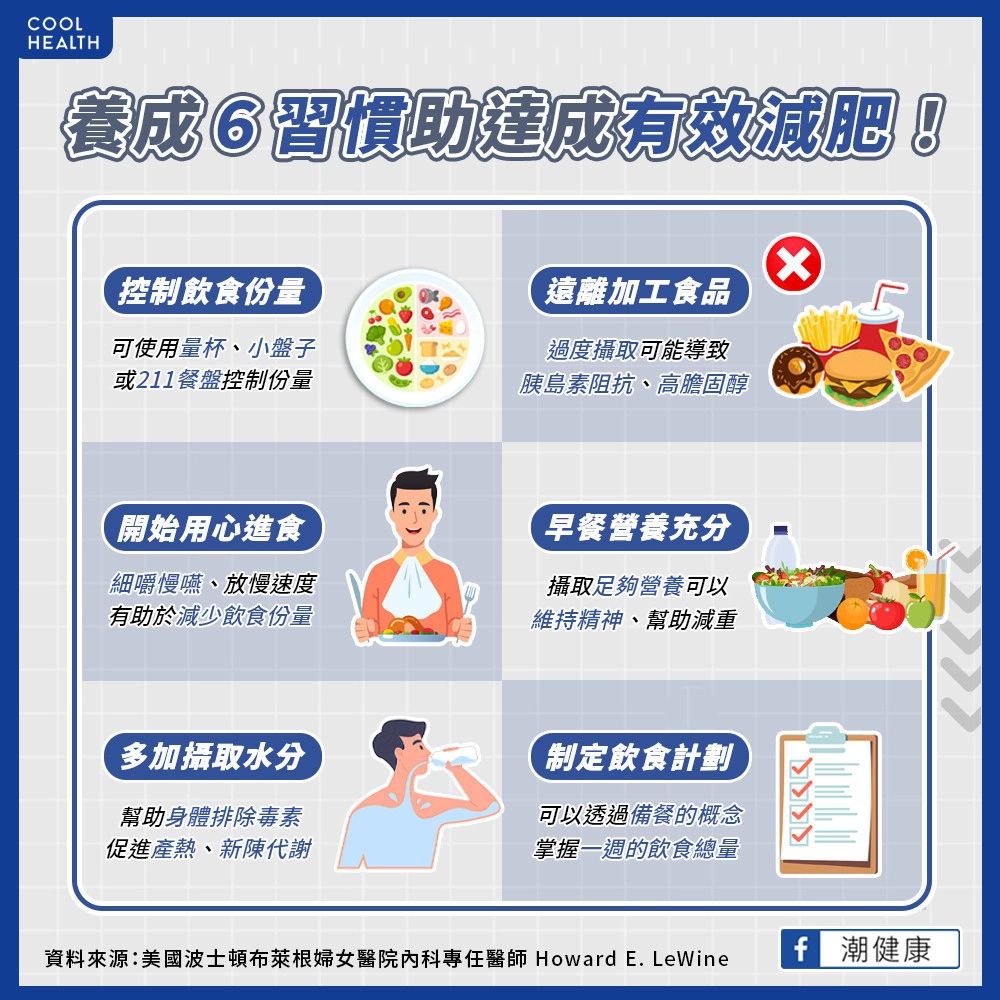 COOL
HEALTH
養成6習慣助達成有效減肥！
控制飲食份量
可使用量杯、小盤子
或211餐盤控制份量
遠離加工食品
過度攝取可能導致
胰島素阻抗、高膽固醇
開始用心進食
細嚼慢嚥、放慢速度
有助於減少飲食份量
早餐營養充分
攝取足夠營養可以
維持精神、幫助減重
多加攝取水分
幫助身體排除毒素
促進產熱、新陳代謝
制定飲食計劃
可以透過備餐的概念
掌握一週的飲食總量
資料來源：美國波士頓布萊根婦女醫院內科專任醫師 Howard E. LeWine
f 潮健康